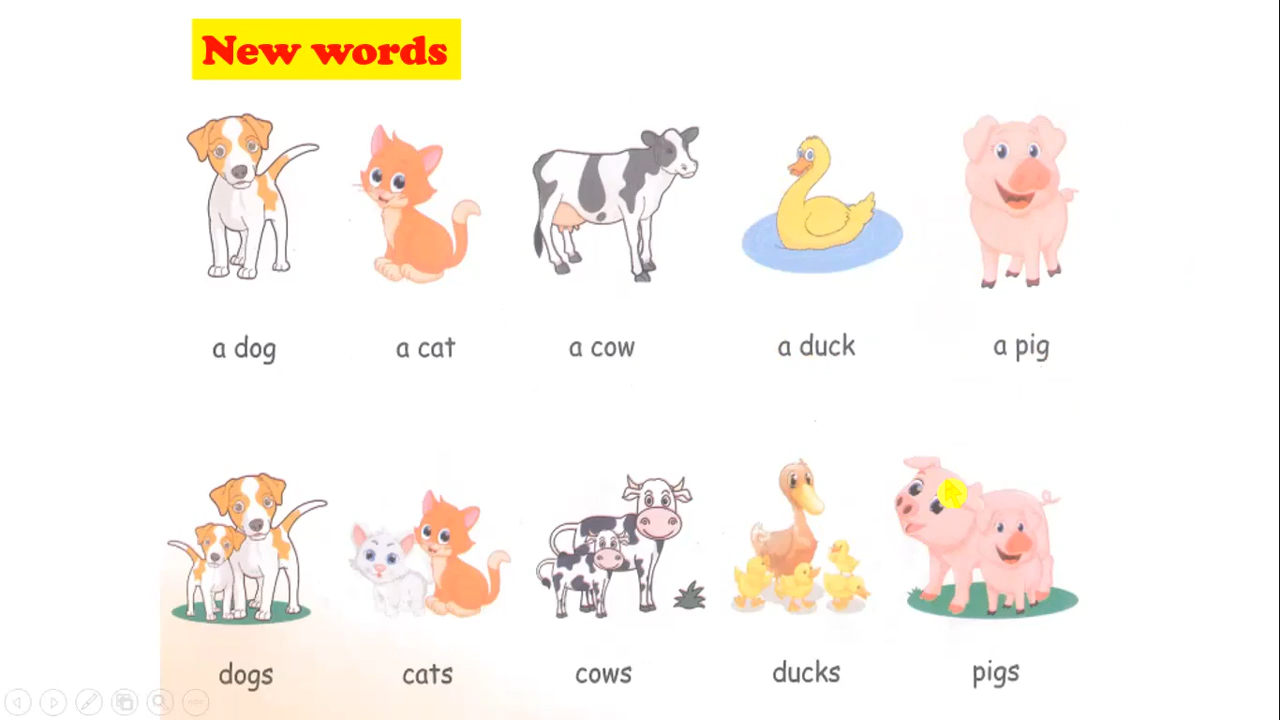 New words
a dog
a cat
a cow
a duck
a pig
dogs
cats
cows
ducks
pigs